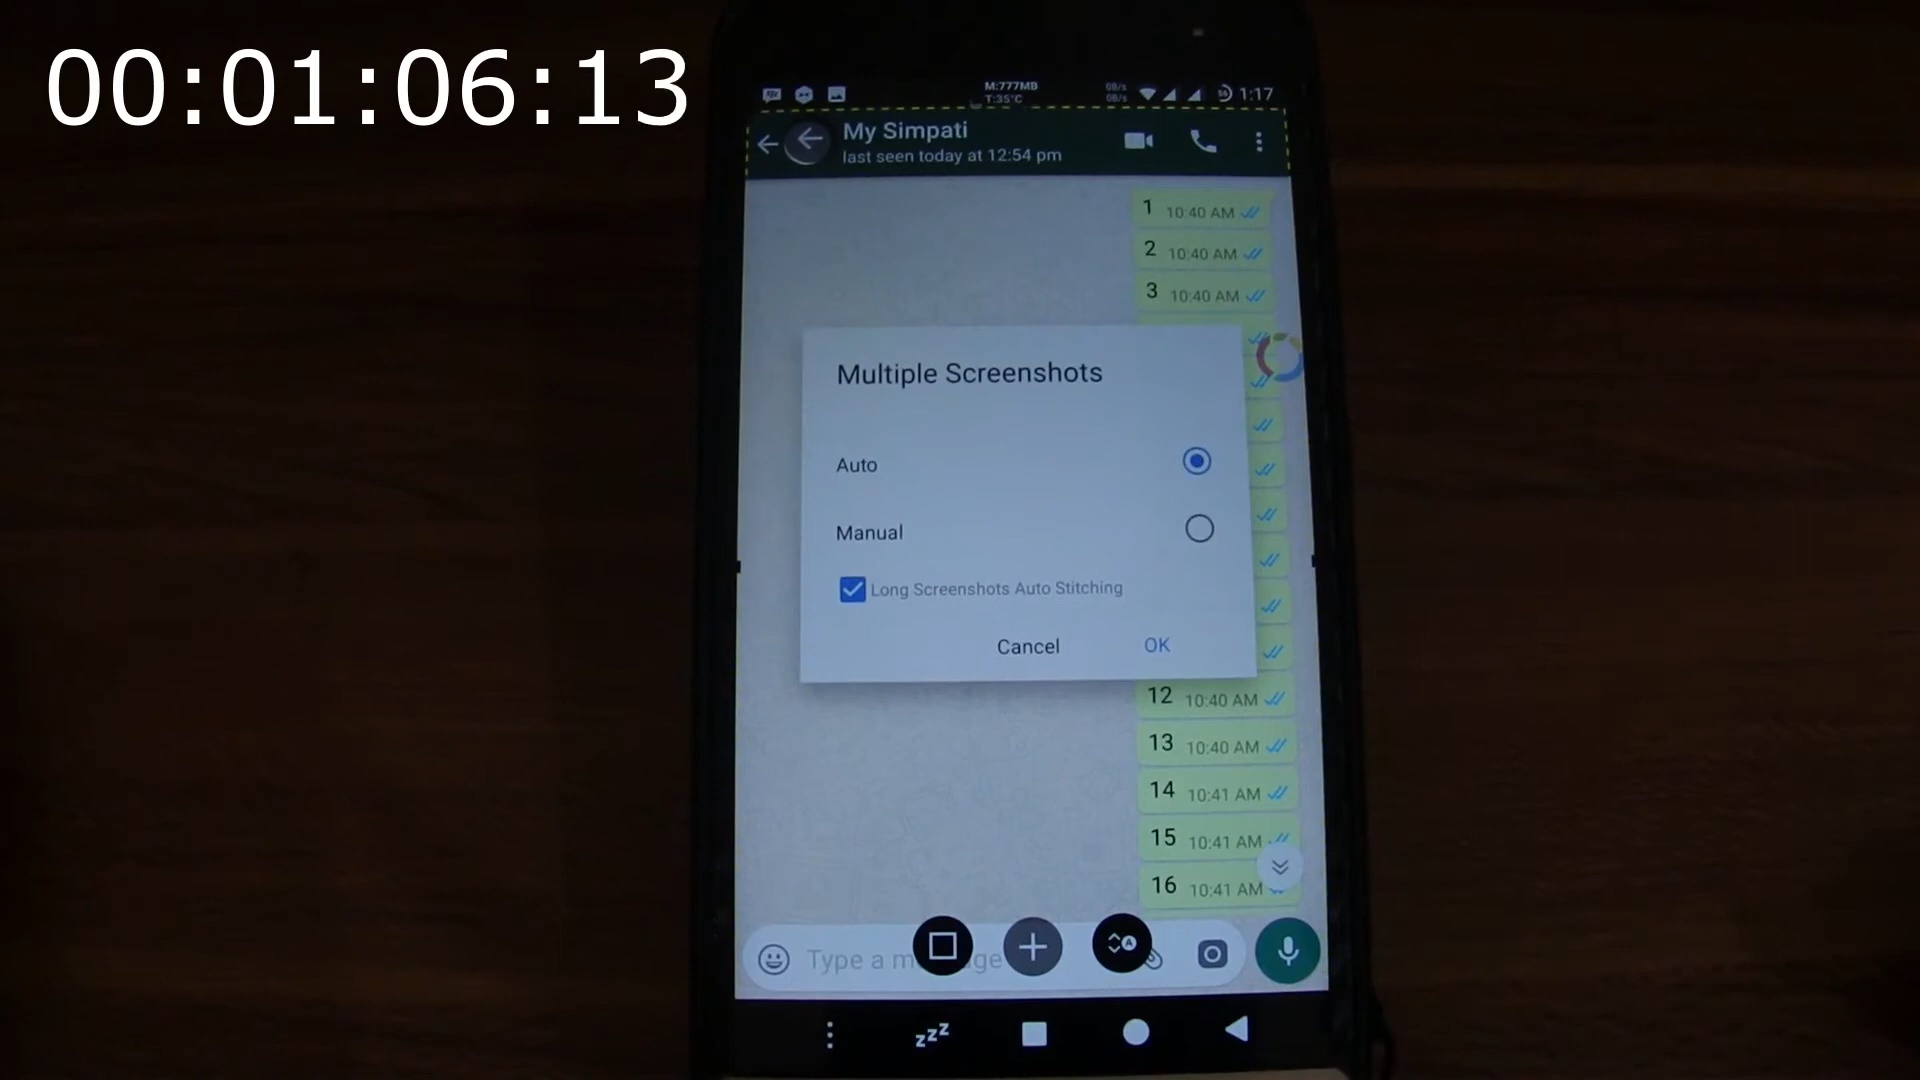 00:01:06:13
M:777MB
T:35°C
0B/s
0B/s
1:17
My Simpati
last seen today at 12:54 pm
1 10:40 AM
2 10:40 AM
3 10:40 AM
Multiple Screenshots
Auto
Manual
Long Screenshots Auto Stitching
Cancel OK
12 10:40 AM
13 10:40 AM
14 10:41 AM
15 10:41 AM
16 10:41 AM
A
zzZ